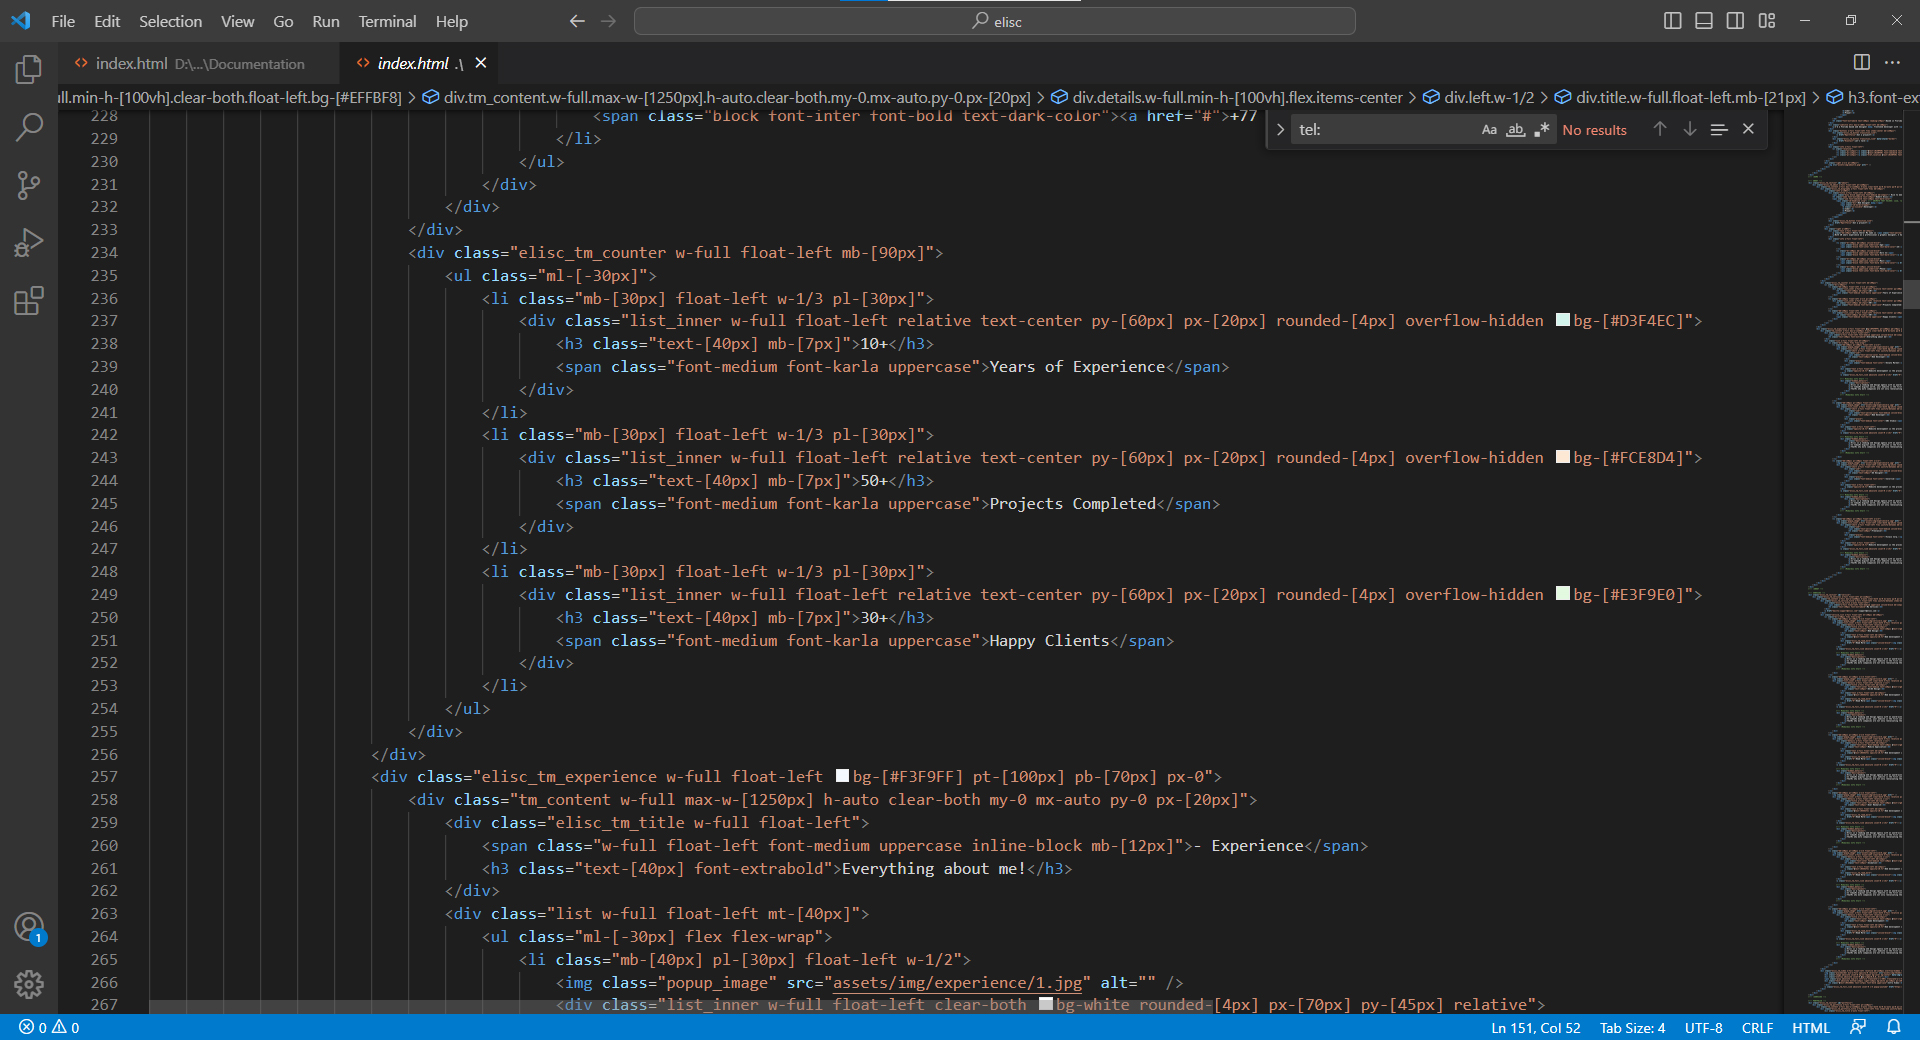 File Edit Selection View Go Run Terminal Help
elisc
index.html D:\...\Documentation
index.html .\
ll.min-h-[100vh].clear-both.float-left.bg-[#EFFBF8] > div.tm_content.w-full.max-w-[1250px].h-auto.clear-both.my-0.mx-auto.py-0.px-[20px] > div.details.w-full.min-h-[100vh].flex.items-center > div.left.w-1/2 > div.title.w-full.float-left.mb-[21px] > h3.font-ex
tel:
Aa ab No results
228 <span class="block font-inter font-bold text-dark-color"><a href="#">+77
229 </li>
230 </ul>
231 </div>
232 </div>
233 </div>
234 <div class="elisc_tm_counter w-full float-left mb-[90px]">
235 <ul class="ml-[-30px]">
236 <li class="mb-[30px] float-left w-1/3 pl-[30px]">
237 <div class="list_inner w-full float-left relative text-center py-[60px] px-[20px] rounded-[4px] overflow-hidden bg-[#D3F4EC]">
238 <h3 class="text-[40px] mb-[7px]">10+</h3>
239 <span class="font-medium font-karla uppercase">Years of Experience</span>
240 </div>
241 </li>
242 <li class="mb-[30px] float-left w-1/3 pl-[30px]">
243 <div class="list_inner w-full float-left relative text-center py-[60px] px-[20px] rounded-[4px] overflow-hidden bg-[#FCE8D4]">
244 <h3 class="text-[40px] mb-[7px]">50+</h3>
245 <span class="font-medium font-karla uppercase">Projects Completed</span>
246 </div>
247 </li>
248 <li class="mb-[30px] float-left w-1/3 pl-[30px]">
249 <div class="list_inner w-full float-left relative text-center py-[60px] px-[20px] rounded-[4px] overflow-hidden bg-[#E3F9E0]">
250 <h3 class="text-[40px] mb-[7px]">30+</h3>
251 <span class="font-medium font-karla uppercase">Happy Clients</span>
252 </div>
253 </li>
254 </ul>
255 </div>
256 </div>
257 <div class="elisc_tm_experience w-full float-left bg-[#F3F9FF] pt-[100px] pb-[70px] px-0">
258 <div class="tm_content w-full max-w-[1250px] h-auto clear-both my-0 mx-auto py-0 px-[20px]">
259 <div class="elisc_tm_title w-full float-left">
260 <span class="w-full float-left font-medium uppercase inline-block mb-[12px]">- Experience</span>
261 <h3 class="text-[40px] font-extrabold">Everything about me!</h3>
262 </div>
263 <div class="list w-full float-left mt-[40px]">
264 <ul class="ml-[-30px] flex flex-wrap">
265 <li class="mb-[40px] pl-[30px] float-left w-1/2">
266 <img class="popup_image" src="assets/img/experience/1.jpg" alt="" />
267 <div class="list_inner w-full float-left clear-both bg-white rounded-[4px] px-[70px] py-[45px] relative">
1
0 0
Ln 151, Col 52 Tab Size: 4 UTF-8 CRLF HTML